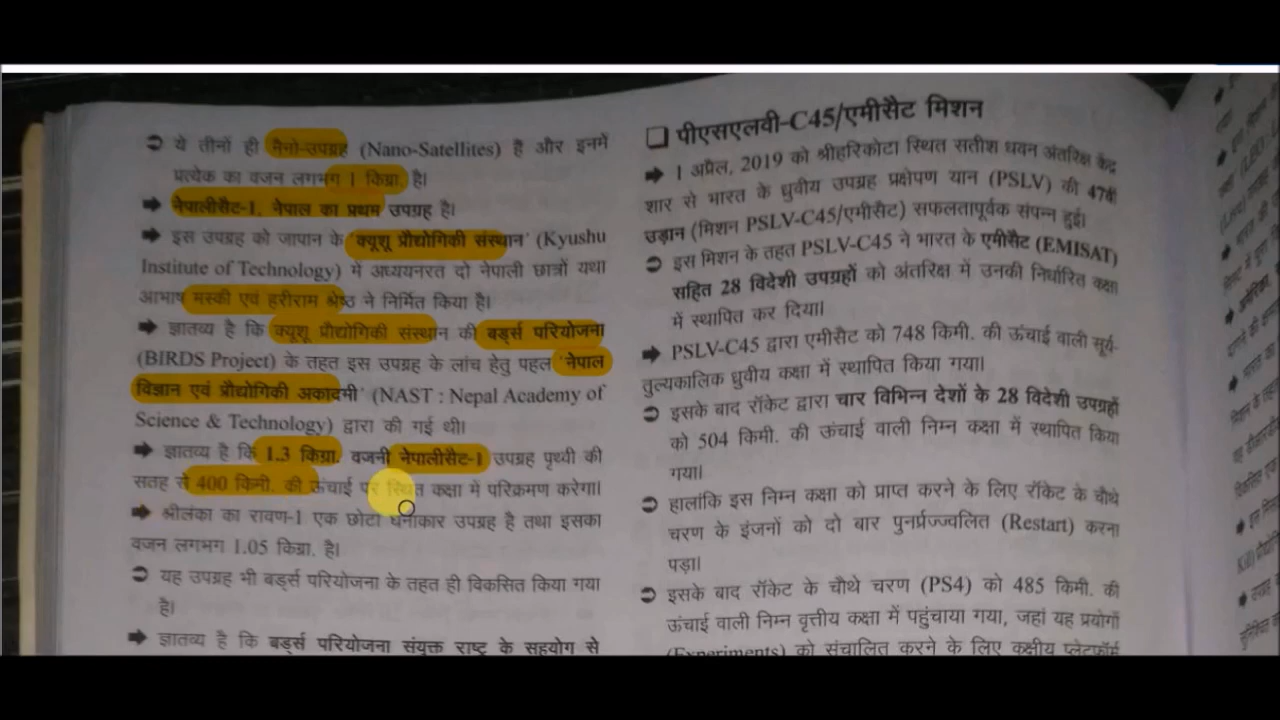 ➲ ये तीनों ही नैनो-उपग्रह (Nano-Satellites) है और इनमें
प्रत्येक का वजन लगभग 1 किग्रा. है।
➡ नेपालीसैट-1, नेपाल का प्रथम उपग्रह है।
➡ इस उपग्रह को जापान के क्यूशू प्रौद्योगिकी संस्थान' (Kyushu
Institute of Technology) में अध्ययनरत दो नेपाली छात्रों यथा
आभाष मस्की एवं हरीराम श्रेष्ठ ने निर्मित किया है।
➡ ज्ञातव्य है कि क्यूशू प्रौद्योगिकी संस्थान की बर्ड्स परियोजना
(BIRDS Project) के तहत इस उपग्रह के लांच हेतु पहल 'नेपाल
विज्ञान एवं प्रौद्योगिकी अकादमी' (NAST : Nepal Academy of
Science & Technology) द्वारा की गई थी।
➡ ज्ञातव्य है कि 1.3 किग्रा. वजनी नेपालीसैट-1 उपग्रह पृथ्वी की
सतह से 400 किमी. की ऊंचाई पर स्थित कक्षा में परिक्रमण करेगा।
➡ श्रीलंका का रावण-1 एक छोटा घनाकार उपग्रह है तथा इसका
वजन लगभग 1.05 किग्रा. है।
➲ यह उपग्रह भी बर्ड्स परियोजना के तहत ही विकसित किया गया
है।
➡ ज्ञातव्य है कि बर्ड्स परियोजना संयुक्त राष्ट्र के सहयोग से
❑ पीएसएलवी-C45/एमीसैट मिशन
➡ 1 अप्रैल, 2019 को श्रीहरिकोटा स्थित सतीश धवन अंतरिक्ष केंद्र
शार से भारत के ध्रुवीय उपग्रह प्रक्षेपण यान (PSLV) की 47वीं
उड़ान (मिशन PSLV-C45/एमीसैट) सफलतापूर्वक संपन्न हुई।
➲ इस मिशन के तहत PSLV-C45 ने भारत के एमीसैट (EMISAT)
सहित 28 विदेशी उपग्रहों को अंतरिक्ष में उनकी निर्धारित कक्षा
में स्थापित कर दिया।
➡ PSLV-C45 द्वारा एमीसैट को 748 किमी. की ऊंचाई वाली सूर्य-
तुल्यकालिक ध्रुवीय कक्षा में स्थापित किया गया।
➲ इसके बाद रॉकेट द्वारा चार विभिन्न देशों के 28 विदेशी उपग्रहों
को 504 किमी. की ऊंचाई वाली निम्न कक्षा में स्थापित किया
गया।
➲ हालांकि इस निम्न कक्षा को प्राप्त करने के लिए रॉकेट के चौथे
चरण के इंजनों को दो बार पुनर्प्रज्ज्वलित (Restart) करना
पड़ा।
➲ इसके बाद रॉकेट के चौथे चरण (PS4) को 485 किमी. की
ऊंचाई वाली निम्न वृत्तीय कक्षा में पहुंचाया गया, जहां यह प्रयोगों
(Experiments) को संचालित करने के लिए कक्षीय प्लेटफॉर्म